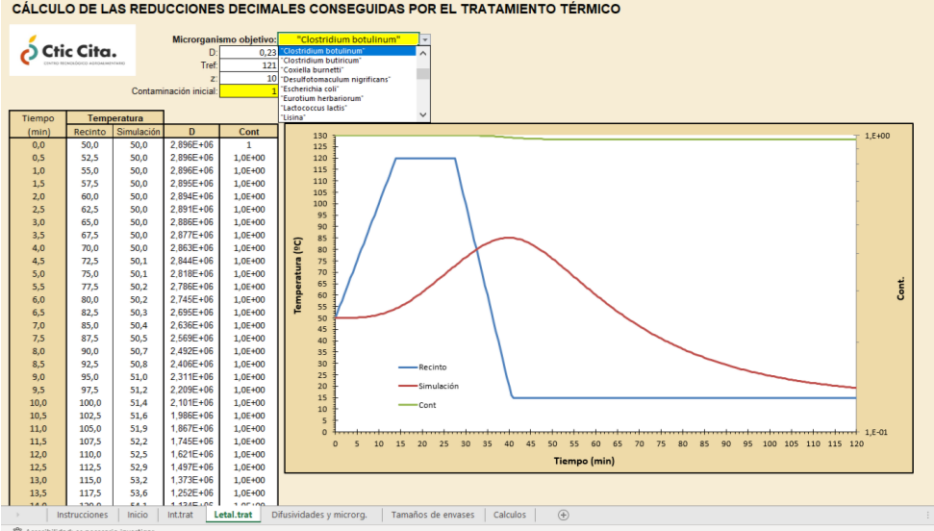 CÁLCULO DE LAS REDUCCIONES DECIMALES CONSEGUIDAS POR EL TRATAMIENTO TÉRMICO
Ctic Cita.
Microrganismo objetivo: "Clostridium botulinum"
D: 0,23
Tref: 121
z: 10
Contaminación inicial: 1
"Clostridium botulinum"
"Clostridium butiricum"
"Coxiella burnetti"
"Desulfotomaculum nigrificans"
"Escherichia coli"
"Eurotium herbariorum"
"Lactococcus lactis"
"Lisina"
Tiempo Temperatura
(min) Recinto Simulación D Cont
0,0 50,0 50,0 2,896E+06 1
0,5 52,5 50,0 2,896E+06 1,0E+00
1,0 55,0 50,0 2,896E+06 1,0E+00
1,5 57,5 50,0 2,895E+06 1,0E+00
2,0 60,0 50,0 2,894E+06 1,0E+00
2,5 62,5 50,0 2,891E+06 1,0E+00
3,0 65,0 50,0 2,886E+06 1,0E+00
3,5 67,5 50,0 2,877E+06 1,0E+00
4,0 70,0 50,0 2,863E+06 1,0E+00
4,5 72,5 50,1 2,844E+06 1,0E+00
5,0 75,0 50,1 2,818E+06 1,0E+00
5,5 77,5 50,2 2,786E+06 1,0E+00
6,0 80,0 50,2 2,745E+06 1,0E+00
6,5 82,5 50,3 2,695E+06 1,0E+00
7,0 85,0 50,4 2,636E+06 1,0E+00
7,5 87,5 50,5 2,569E+06 1,0E+00
8,0 90,0 50,7 2,492E+06 1,0E+00
8,5 92,5 50,8 2,406E+06 1,0E+00
9,0 95,0 51,0 2,311E+06 1,0E+00
9,5 97,5 51,2 2,209E+06 1,0E+00
10,0 100,0 51,4 2,101E+06 1,0E+00
10,5 102,5 51,6 1,986E+06 1,0E+00
11,0 105,0 51,9 1,867E+06 1,0E+00
11,5 107,5 52,2 1,745E+06 1,0E+00
12,0 110,0 52,5 1,621E+06 1,0E+00
12,5 112,5 52,9 1,497E+06 1,0E+00
13,0 115,0 53,2 1,373E+06 1,0E+00
13,5 117,5 53,6 1,252E+06 1,0E+00
Temperatura (ºC)
130
125
120
115
110
105
100
95
90
85
80
75
70
65
60
55
50
45
40
35
30
25
20
15
10
5
0
Recinto
Simulación
Cont
1,E+00
1,E-01
Cont.
0 5 10 15 20 25 30 35 40 45 50 55 60 65 70 75 80 85 90 95 100 105 110 115 120
Tiempo (min)
Instrucciones Inicio Int.trat Letal.trat Difusividades y microrg. Tamaños de envases Calculos